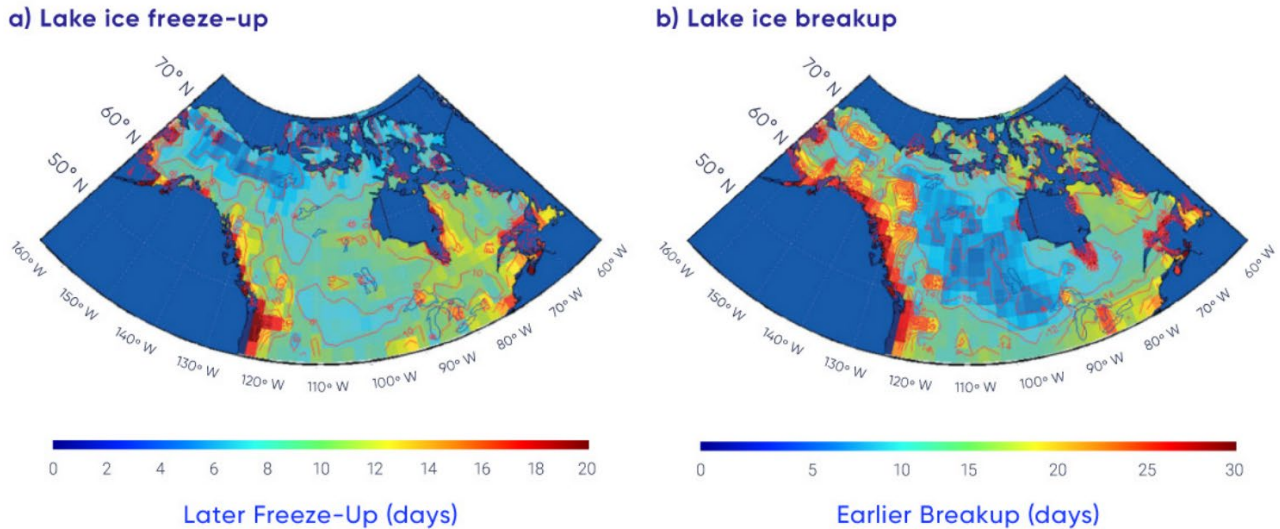 a) Lake ice freeze-up
70° N
60° N
50° N
160° W
150° W
140° W
130° W
120° W
110° W
100° W
90° W
80° W
70° W
60° W
0 2 4 6 8 10 12 14 16 18 20
Later Freeze-Up (days)
b) Lake ice breakup
70° N
60° N
50° N
160° W
150° W
140° W
130° W
120° W
110° W
100° W
90° W
80° W
70° W
60° W
0 5 10 15 20 25 30
Earlier Breakup (days)